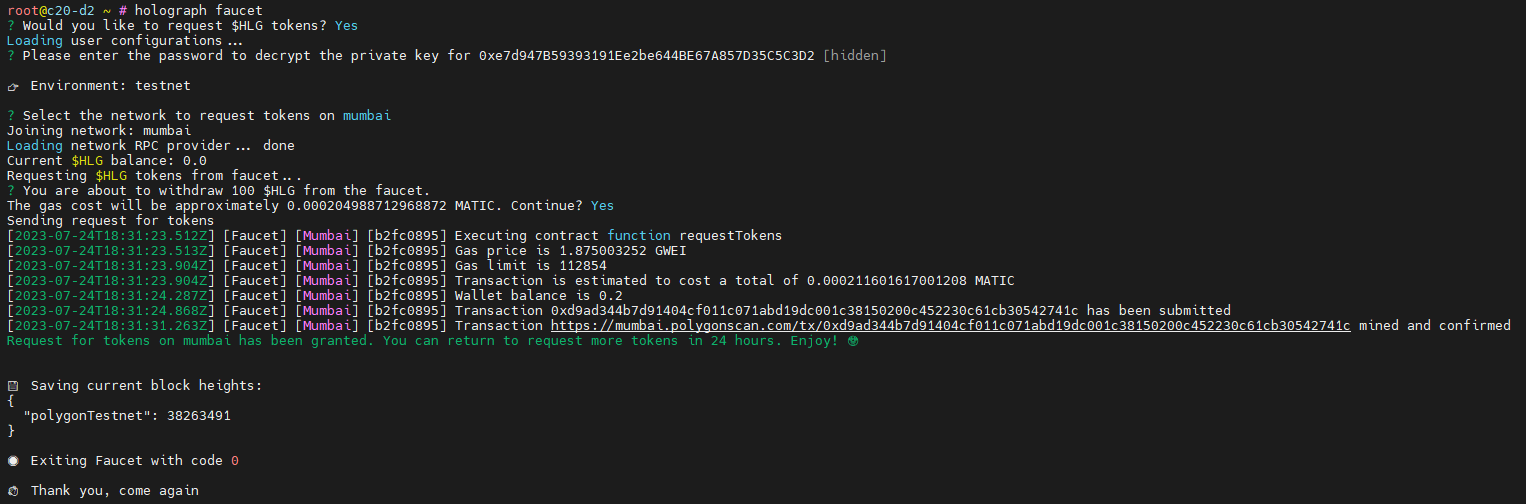 root@c20-d2 ~ # holograph faucet
? Would you like to request $HLG tokens? Yes
Loading user configurations...
? Please enter the password to decrypt the private key for 0xe7d947B59393191Ee2be644BE67A857D35C5C3D2 [hidden]
👉 Environment: testnet
? Select the network to request tokens on mumbai
Joining network: mumbai
Loading network RPC provider... done
Current $HLG balance: 0.0
Requesting $HLG tokens from faucet...
? You are about to withdraw 100 $HLG from the faucet.
The gas cost will be approximately 0.000204988712968872 MATIC. Continue? Yes
Sending request for tokens
[2023-07-24T18:31:23.512Z] [Faucet] [Mumbai] [b2fc0895] Executing contract function requestTokens
[2023-07-24T18:31:23.513Z] [Faucet] [Mumbai] [b2fc0895] Gas price is 1.875003252 GWEI
[2023-07-24T18:31:23.904Z] [Faucet] [Mumbai] [b2fc0895] Gas limit is 112854
[2023-07-24T18:31:23.904Z] [Faucet] [Mumbai] [b2fc0895] Transaction is estimated to cost a total of 0.000211601617001208 MATIC
[2023-07-24T18:31:24.287Z] [Faucet] [Mumbai] [b2fc0895] Wallet balance is 0.2
[2023-07-24T18:31:24.868Z] [Faucet] [Mumbai] [b2fc0895] Transaction 0xd9ad344b7d91404cf011c071abd19dc001c38150200c452230c61cb30542741c has been submitted
[2023-07-24T18:31:31.263Z] [Faucet] [Mumbai] [b2fc0895] Transaction https://mumbai.polygonscan.com/tx/0xd9ad344b7d91404cf011c071abd19dc001c38150200c452230c61cb30542741c mined and confirmed
Request for tokens on mumbai has been granted. You can return to request more tokens in 24 hours. Enjoy! 🤓
💾 Saving current block heights:
{
"polygonTestnet": 38263491
}
Exiting Faucet with code 0
Thank you, come again